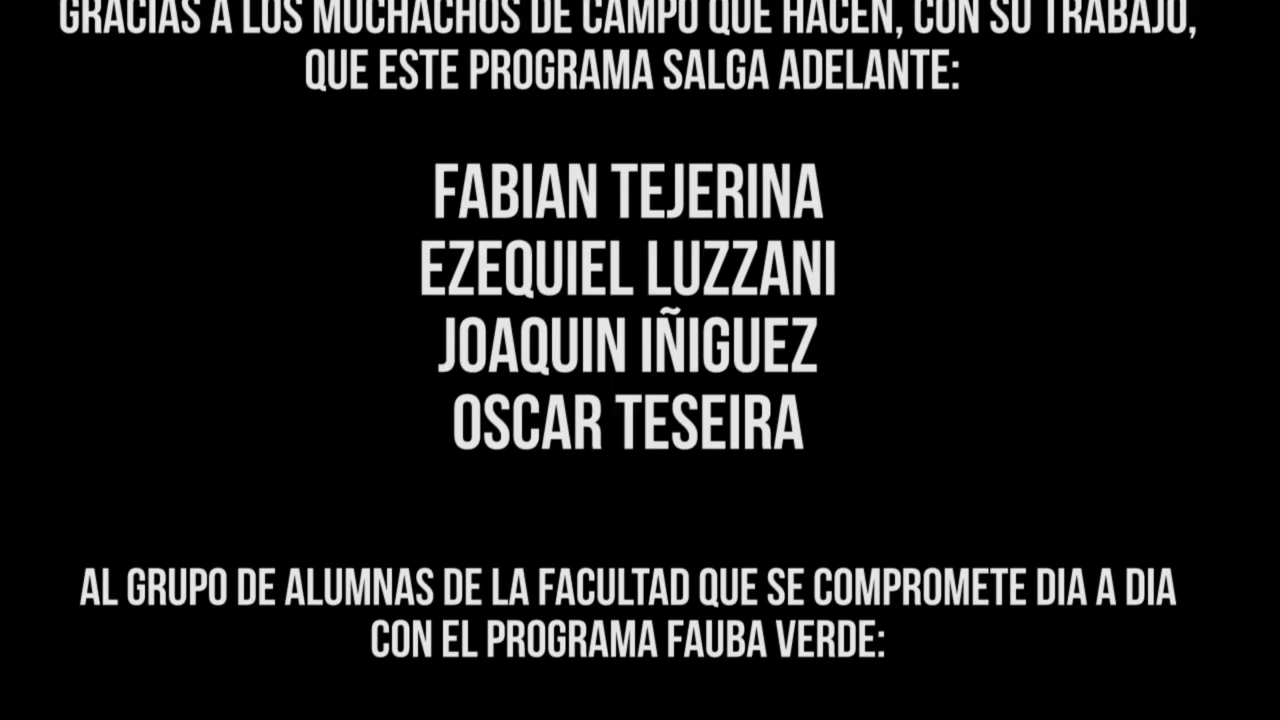 GRACIAS A LOS MUCHACHOS DE CAMPO QUE HACEN, CON SU TRABAJO,
QUE ESTE PROGRAMA SALGA ADELANTE:
FABIAN TEJERINA
EZEQUIEL LUZZANI
JOAQUIN IÑIGUEZ
OSCAR TESEIRA
AL GRUPO DE ALUMNAS DE LA FACULTAD QUE SE COMPROMETE DIA A DIA
CON EL PROGRAMA FAUBA VERDE: